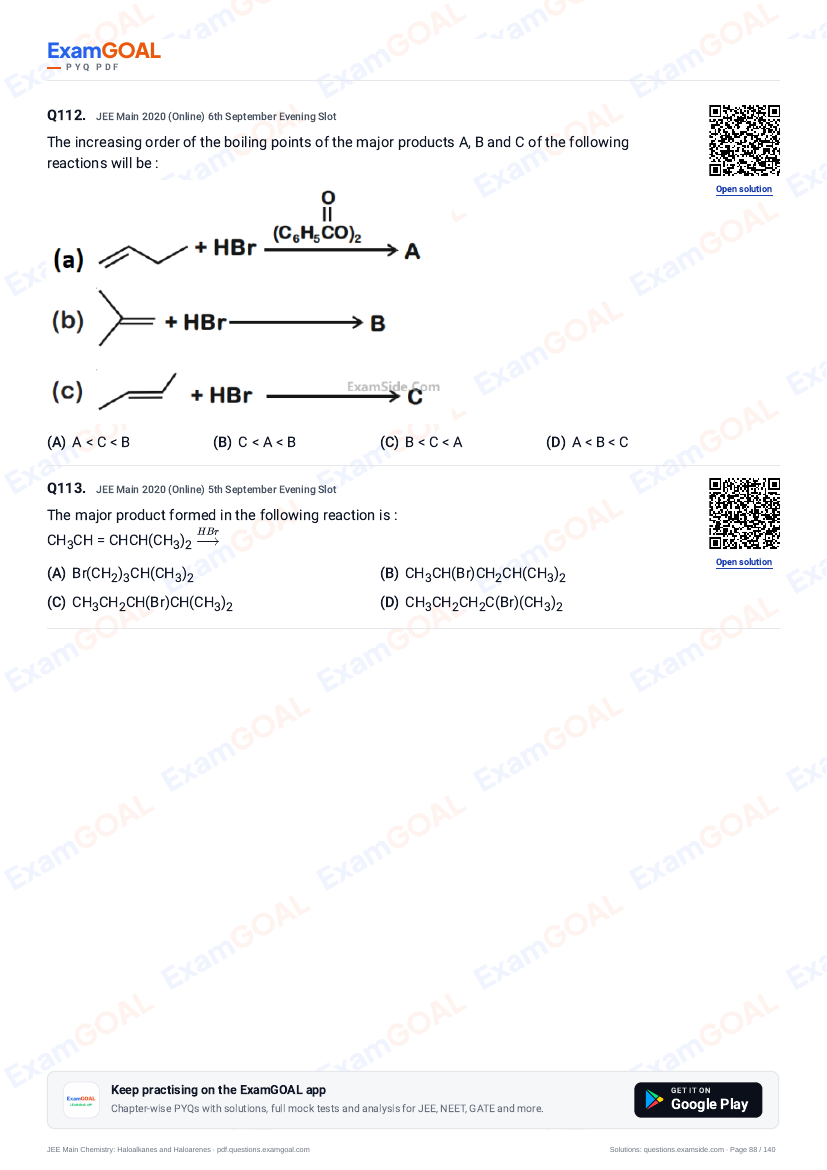 ExamGOAL
PYQ PDF
Q112. JEE Main 2020 (Online) 6th September Evening Slot
The increasing order of the boiling points of the major products A, B and C of the following
reactions will be :
Open solution
O
(C₆H₅CO)₂
(a) + HBr A
(b) + HBr B
ExamSide.Com
(c) + HBr C
(A) A < C < B (B) C < A < B (C) B < C < A (D) A < B < C
Q113. JEE Main 2020 (Online) 5th September Evening Slot
The major product formed in the following reaction is :
CH₃CH = CHCH(CH₃)₂ HBr →
Open solution
(A) Br(CH₂)₃CH(CH₃)₂ (B) CH₃CH(Br)CH₂CH(CH₃)₂
(C) CH₃CH₂CH(Br)CH(CH₃)₂ (D) CH₃CH₂CH₂C(Br)(CH₃)₂
ExamGOAL
Keep practising on the ExamGOAL app
Chapter-wise PYQs with solutions, full mock tests and analysis for JEE, NEET, GATE and more.
GET IT ON
Google Play
JEE Main Chemistry: Haloalkanes and Haloarenes · pdf.questions.examgoal.com
Solutions: questions.examside.com · Page 88 / 140